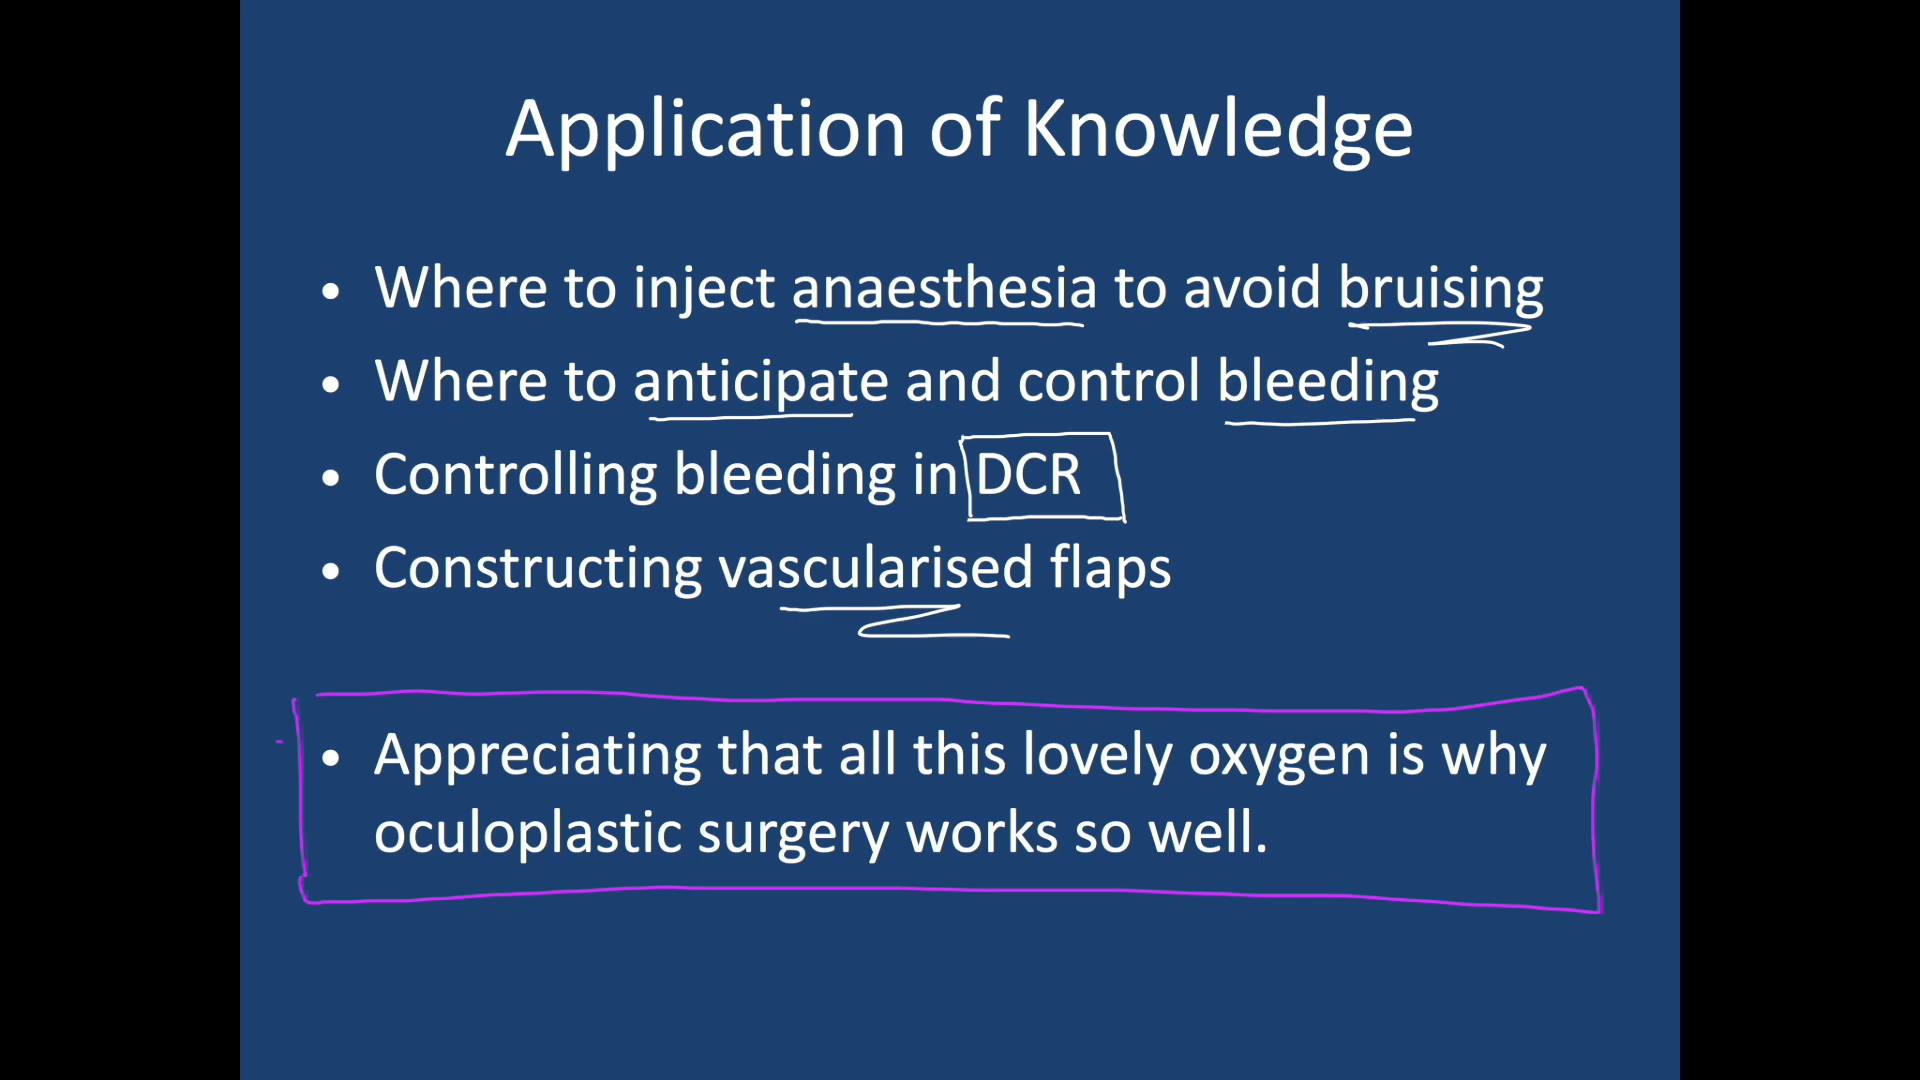 Application of Knowledge
• Where to inject anaesthesia to avoid bruising
• Where to anticipate and control bleeding
• Controlling bleeding in DCR
• Constructing vascularised flaps
• Appreciating that all this lovely oxygen is why
oculoplastic surgery works so well.